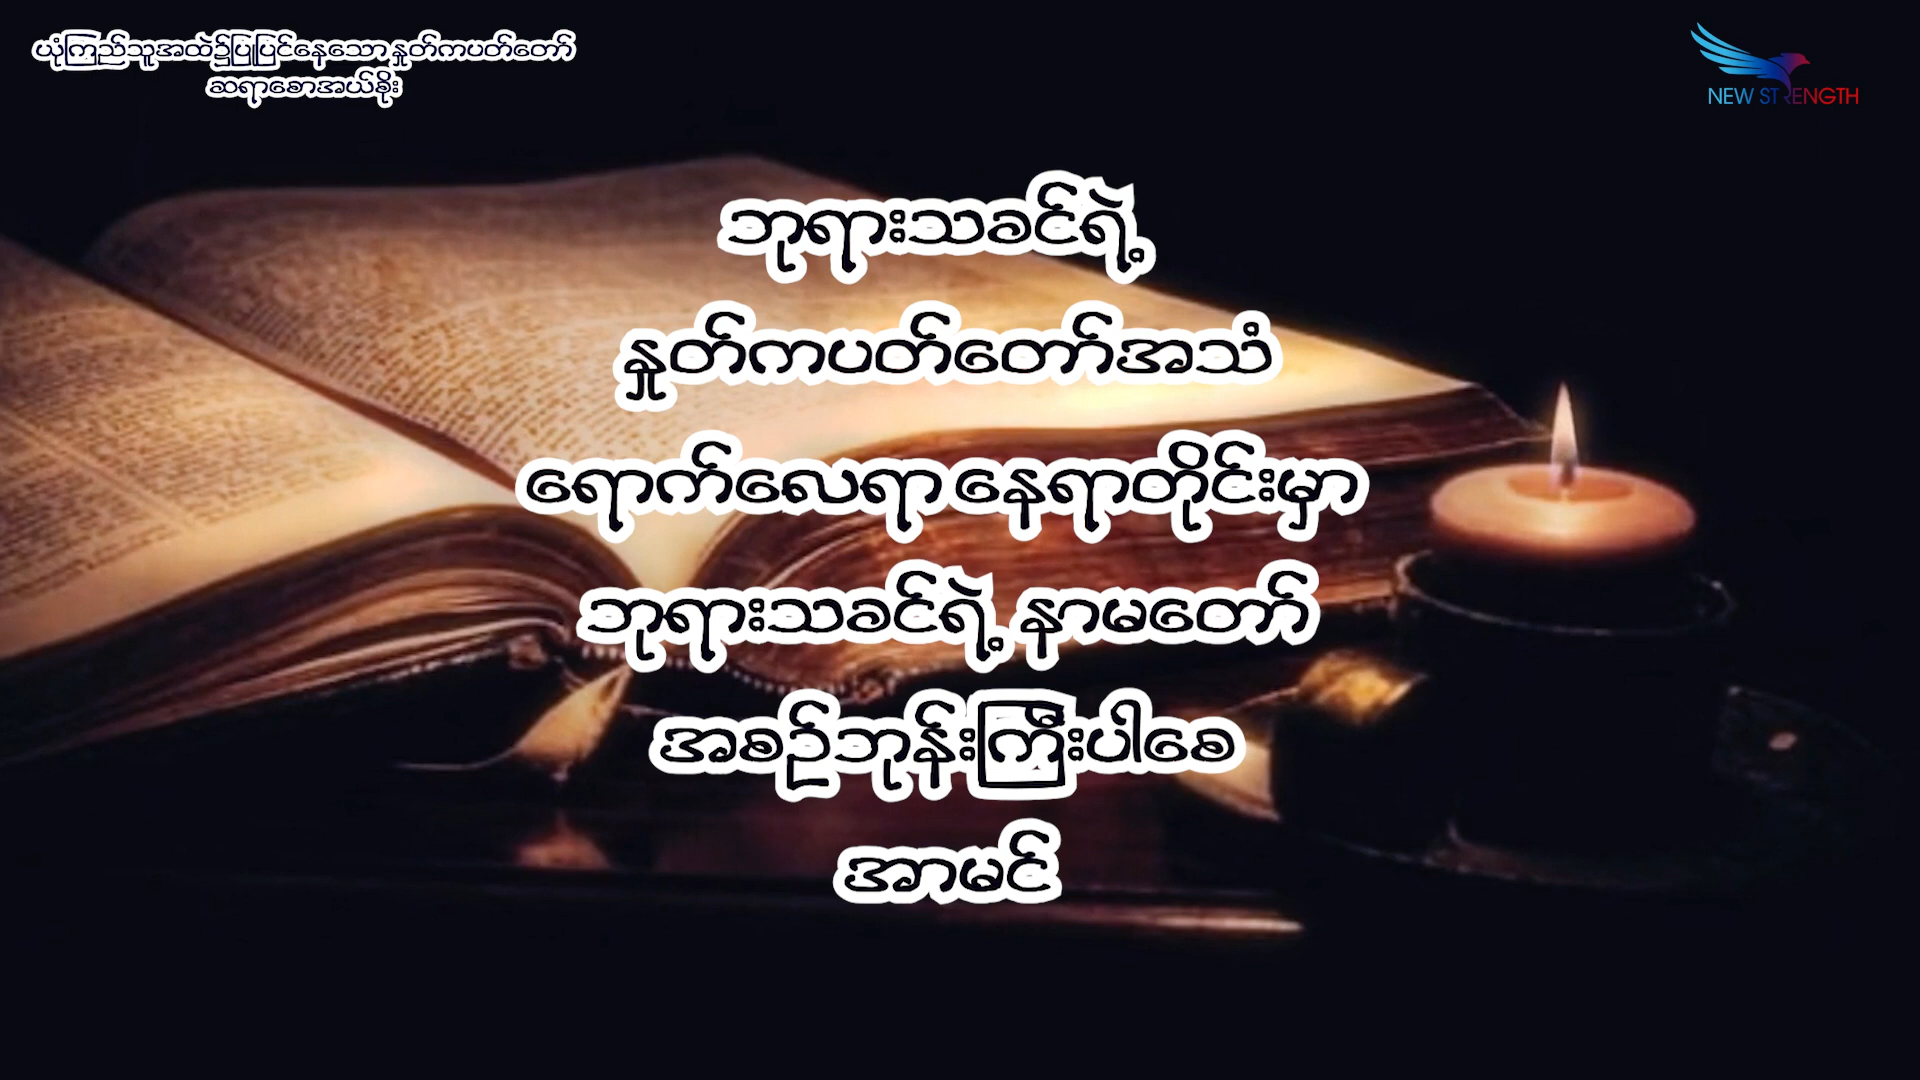 ယုံကြည်သူအထဲ၌ပြုပြင်နေသော နှုတ်ကပတ်တော်
ဆရာစောအယ်စိုး
NEW STRENGTH
ဘုရားသခင်ရဲ့
နှုတ်ကပတ်တော်အသံ
ရောက်လေရာ နေရာတိုင်းမှာ
ဘုရားသခင်ရဲ့ နာမတော်
အစဉ်ဘုန်းကြီးပါစေ
အာမင်